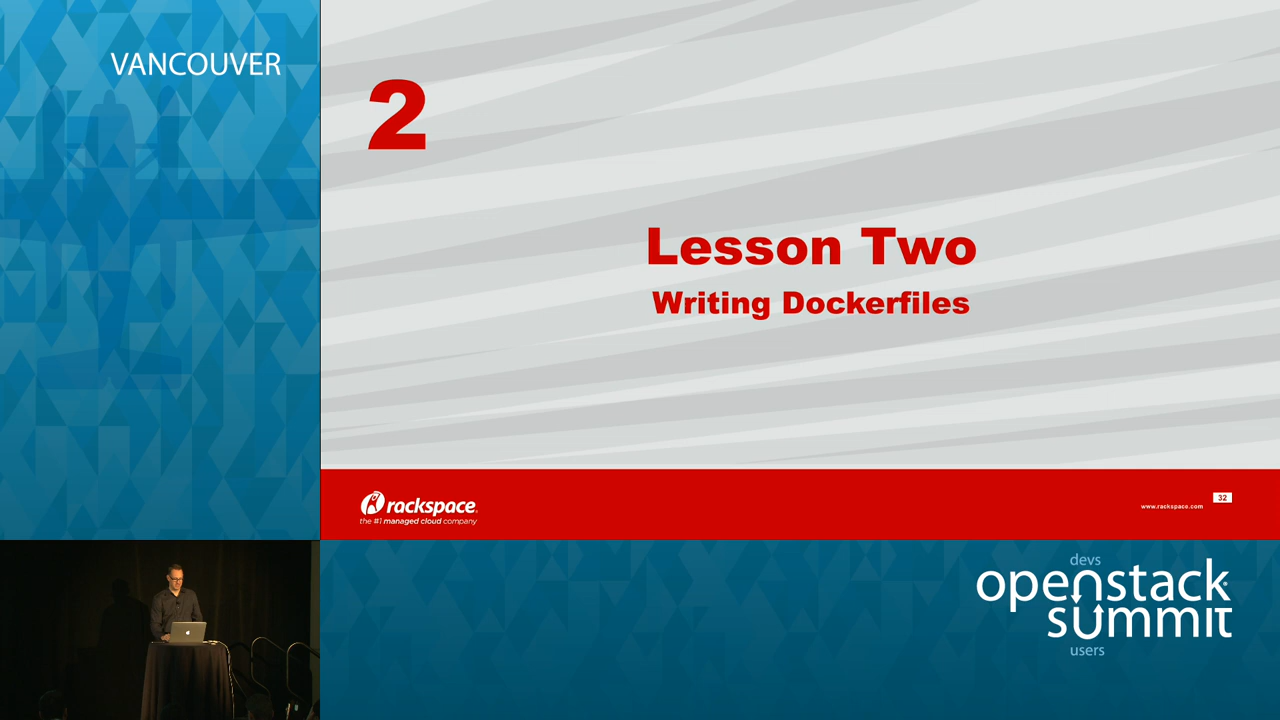 VANCOUVER
2
Lesson Two
Writing Dockerfiles
rackspace.
the #1 managed cloud company
www.rackspace.com
32
devs
openstack
summit
users